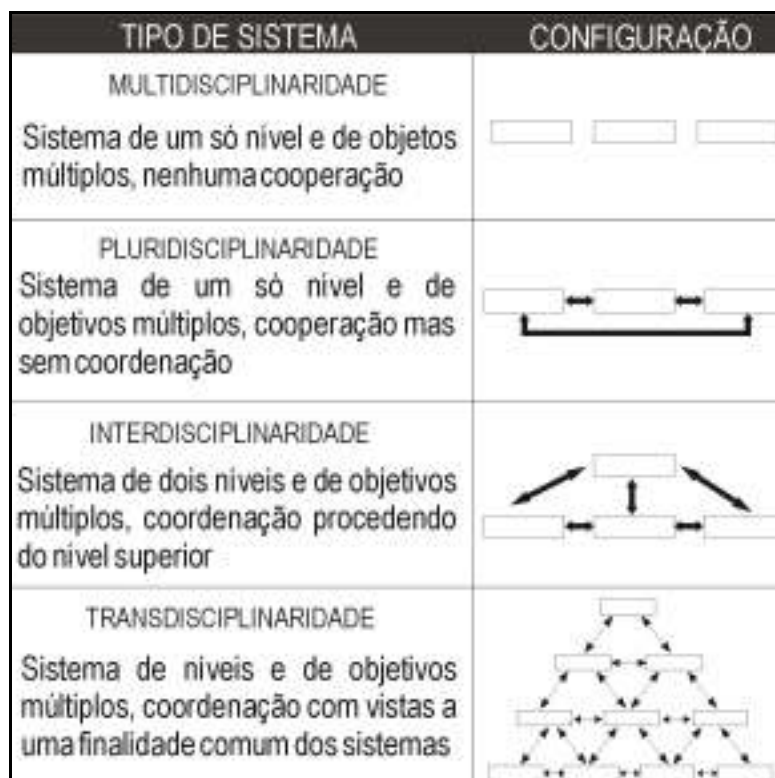 TIPO DE SISTEMA
CONFIGURAÇÃO
MULTIDISCIPLINARIDADE
Sistema de um só nível e de objetos
múltiplos, nenhuma cooperação
PLURIDISCIPLINARIDADE
Sistema de um só nível e de
objetivos múltiplos, cooperação mas
sem coordenação
INTERDISCIPLINARIDADE
Sistema de dois níveis e de objetivos
múltiplos, coordenação procedendo
do nível superior
TRANSDISCIPLINARIDADE
Sistema de níveis e de objetivos
múltiplos, coordenação com vistas a
uma finalidade comum dos sistemas